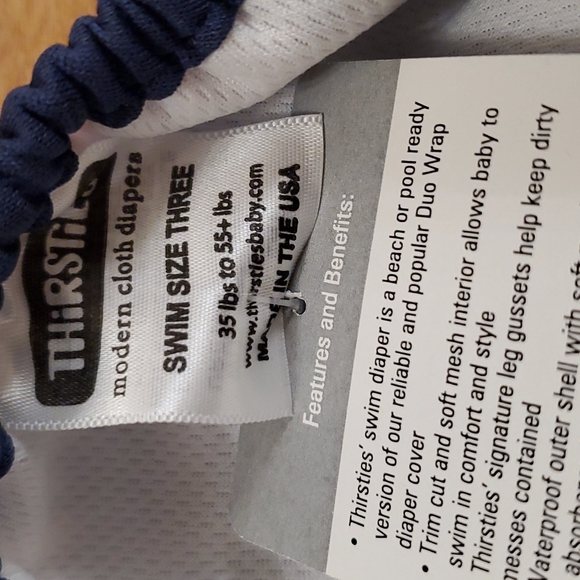 THIRSTIES
modern cloth diapers
SWIM SIZE THREE
35 lbs to 55+ lbs
www.thirstiesbaby.com
MADE IN THE USA
Features and Benefits:
• Thirsties' swim diaper is a beach or pool ready
version of our reliable and popular Duo Wrap
diaper cover
• Trim cut and soft mesh interior allows baby to
swim in comfort and style
Thirsties' signature leg gussets help keep dirty
messes contained
Waterproof outer shell with soft